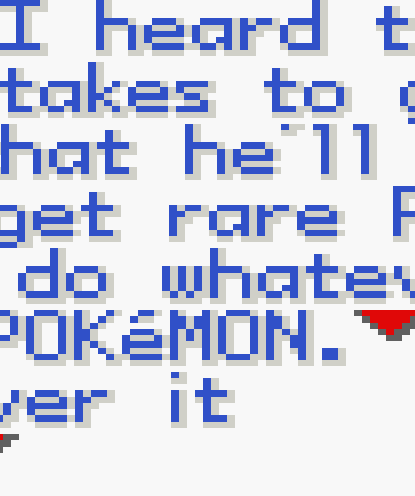 I heard t
takes to g
hat he'll
get rare P
do whatev
POKéMON.
ver it